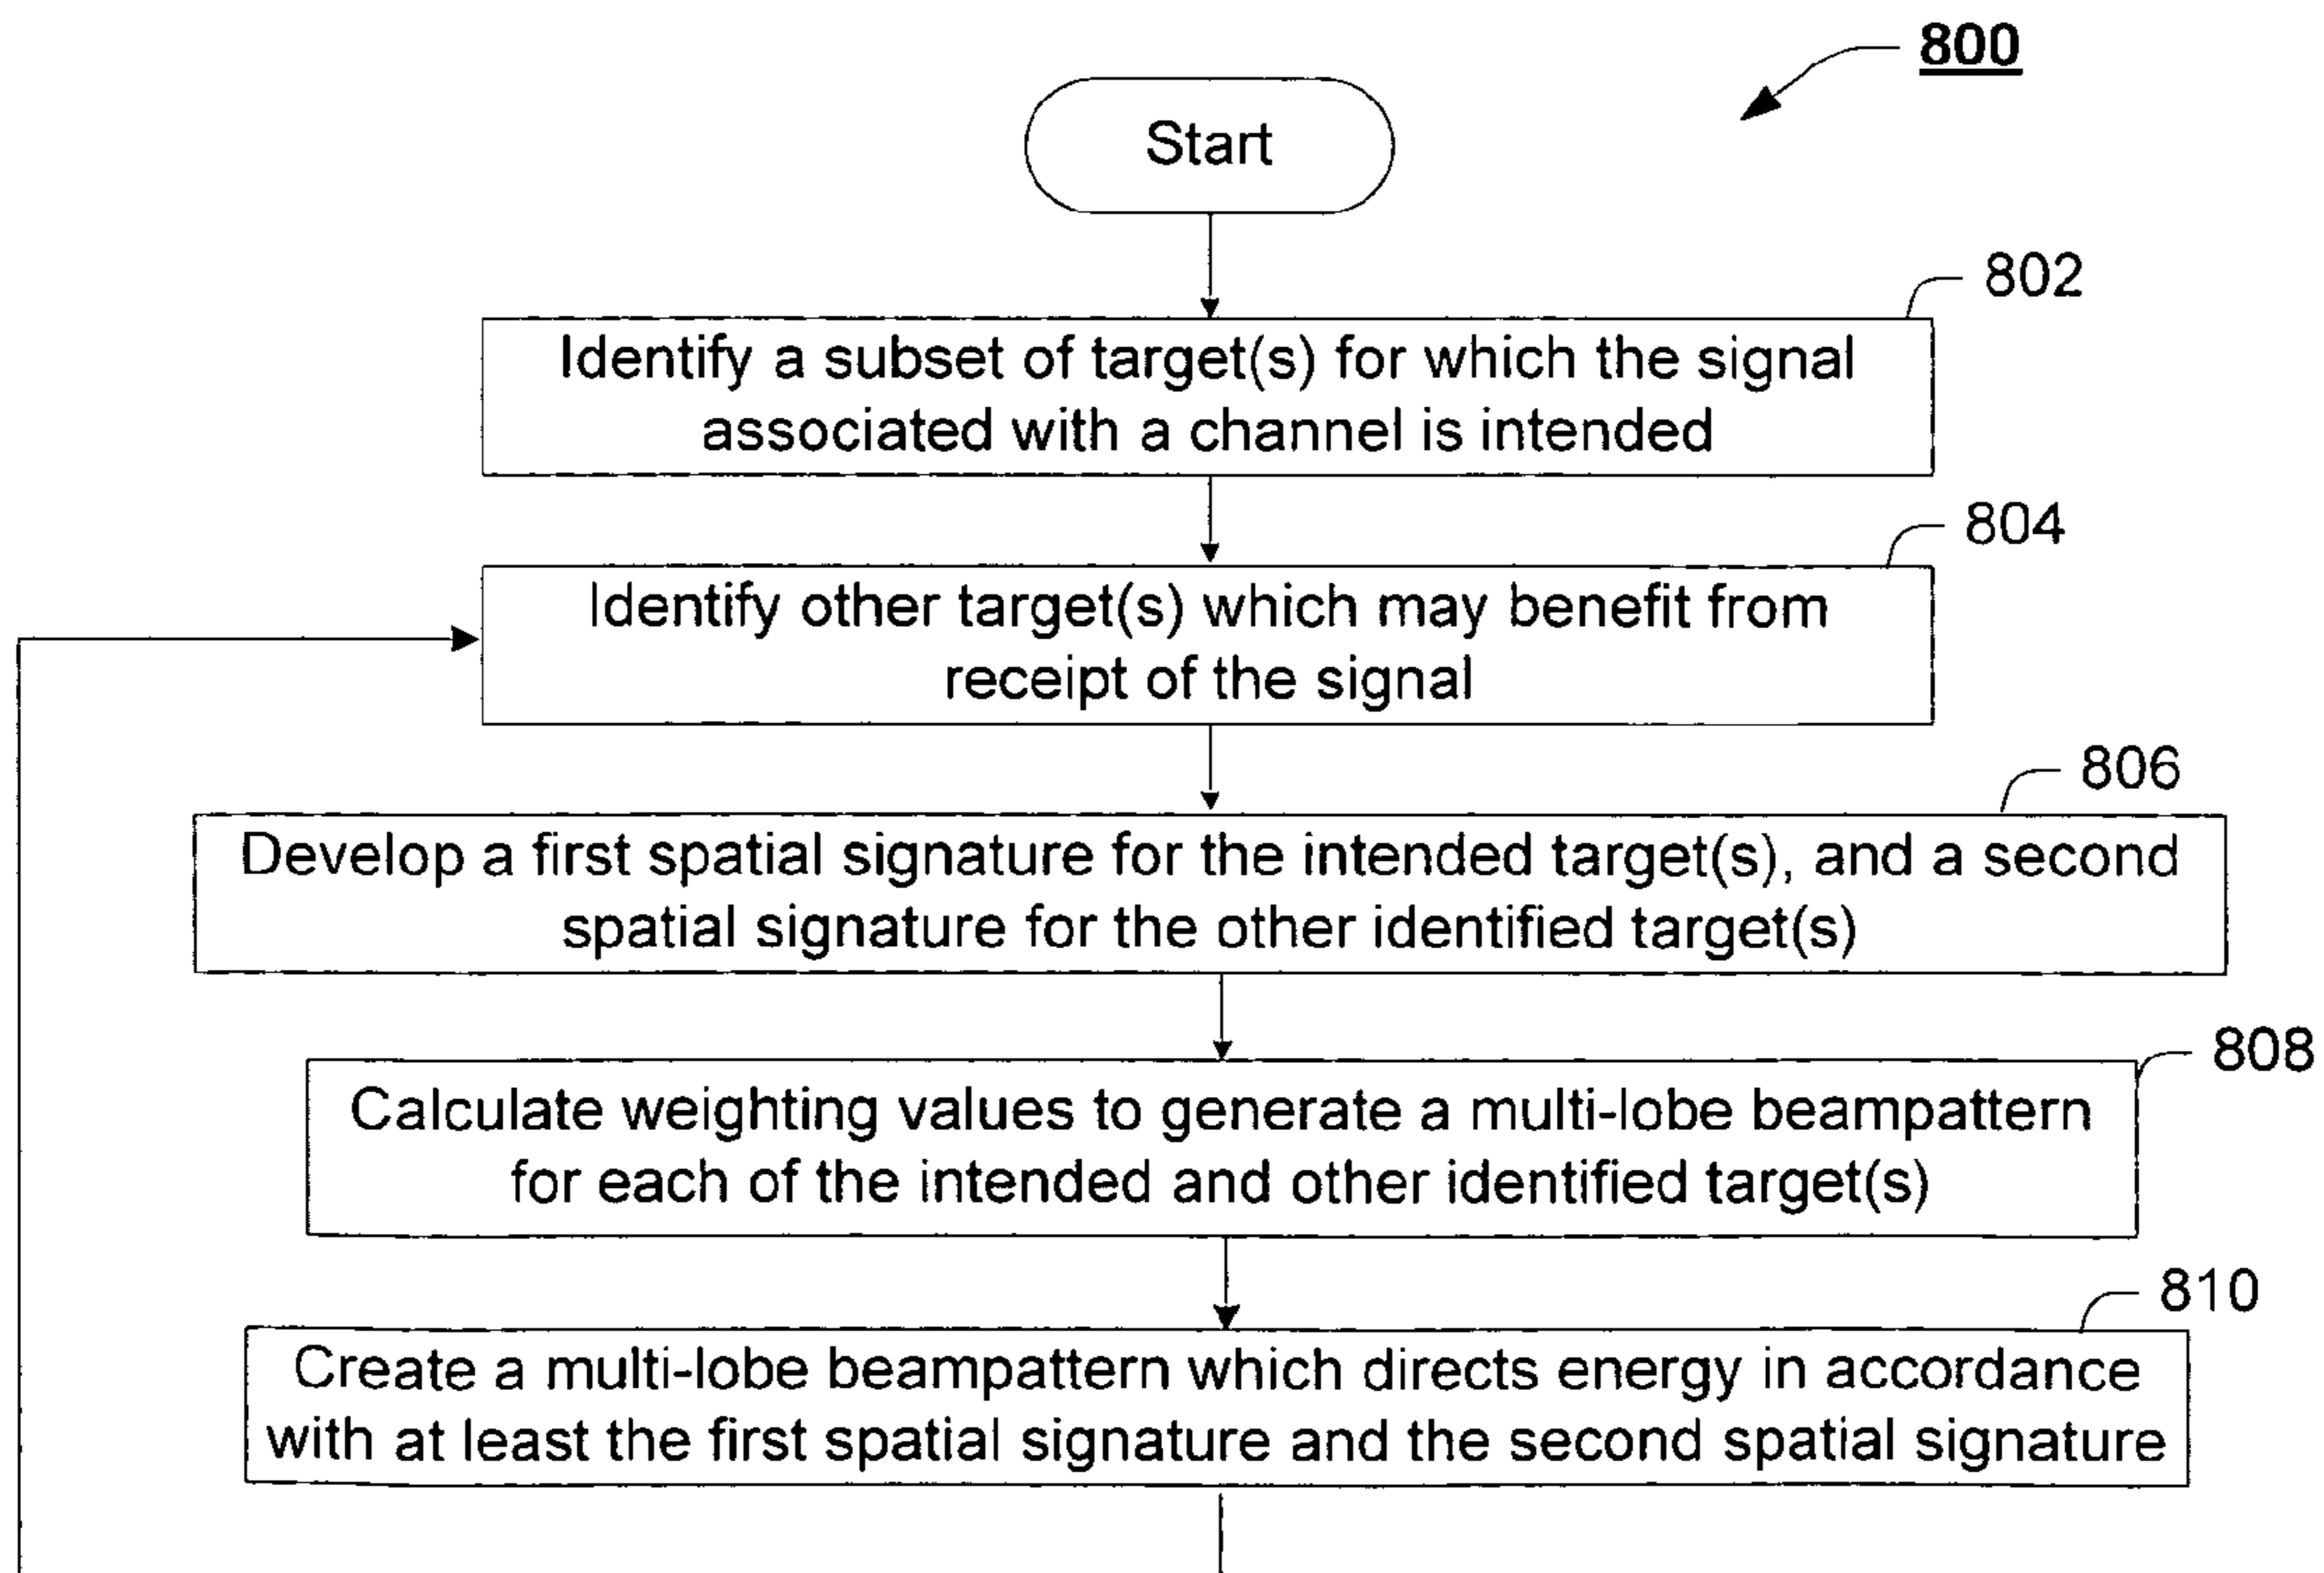 800
Start
802
Identify a subset of target(s) for which the signal
associated with a channel is intended
804
Identify other target(s) which may benefit from
receipt of the signal
806
Develop a first spatial signature for the intended target(s), and a second
spatial signature for the other identified target(s)
808
Calculate weighting values to generate a multi-lobe beampattern
for each of the intended and other identified target(s)
810
Create a multi-lobe beampattern which directs energy in accordance
with at least the first spatial signature and the second spatial signature